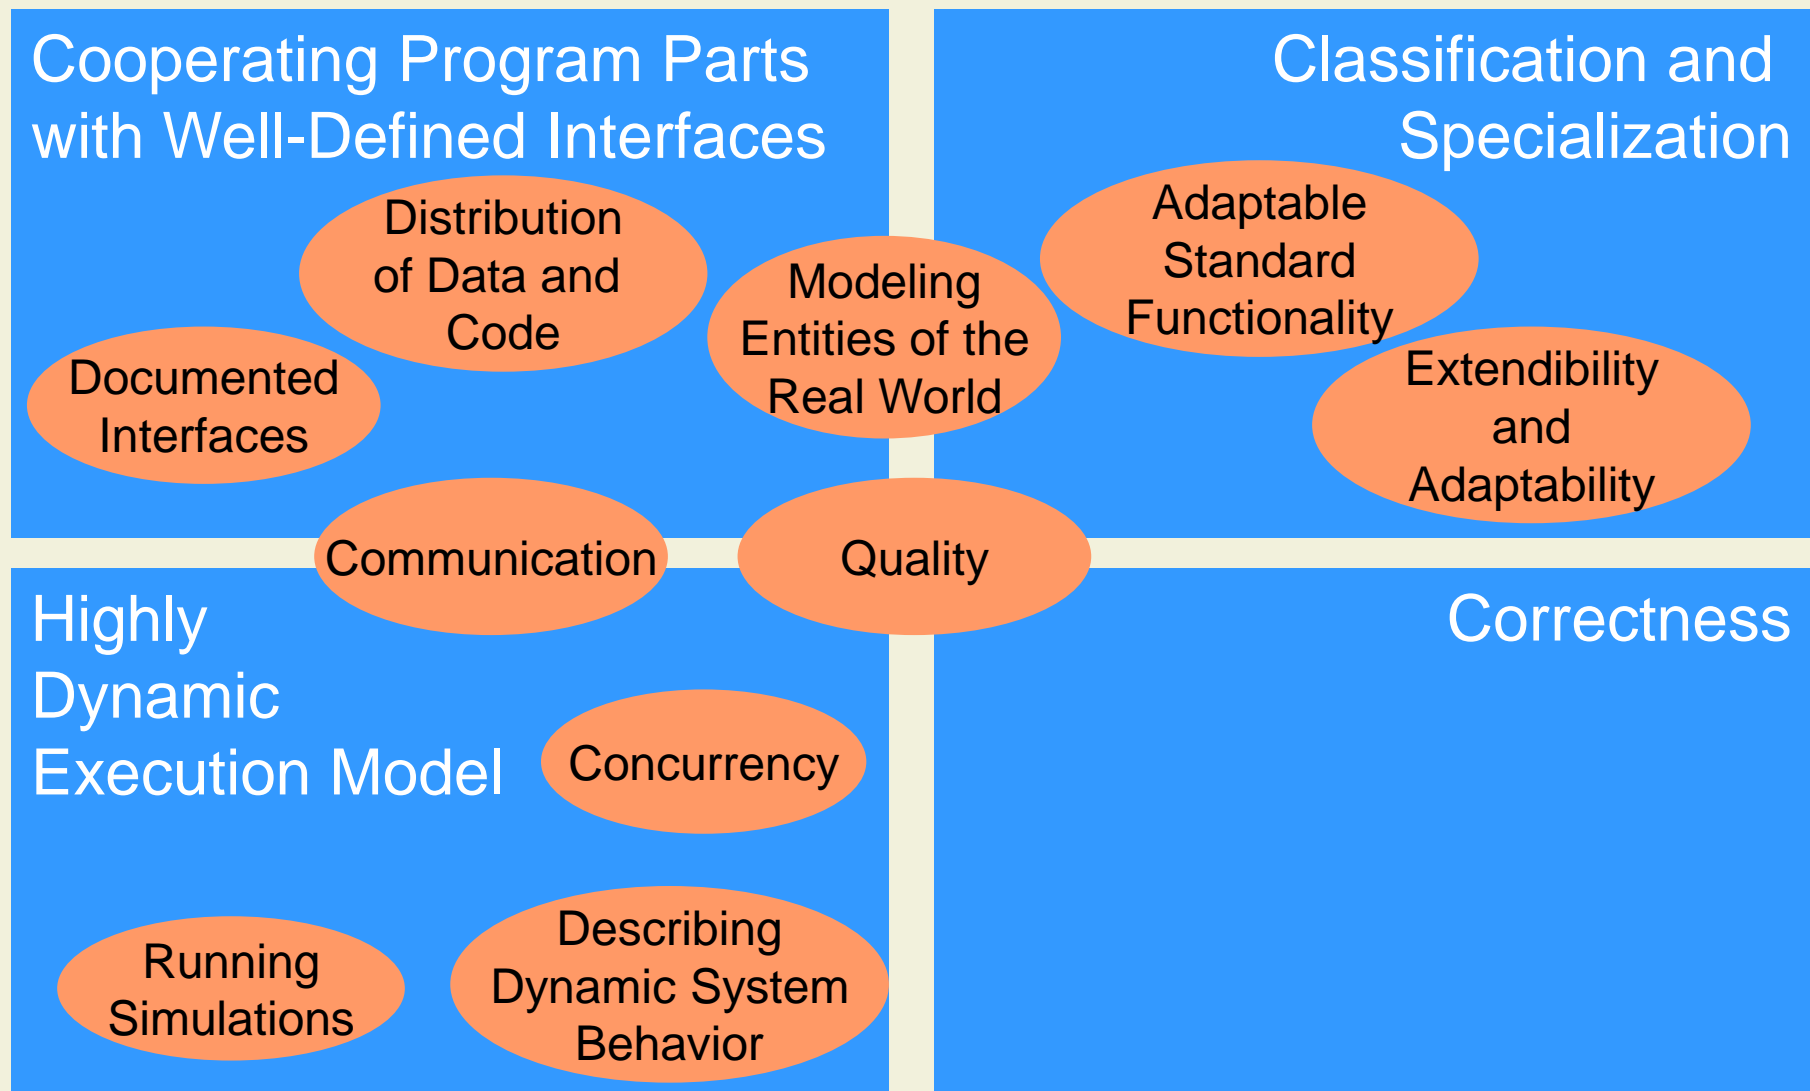 Cooperating Program Parts
with Well-Defined Interfaces
Classification and
Specialization
Distribution
of Data and
Code
Documented
Interfaces
Modeling
Entities of the
Real World
Adaptable
Standard
Functionality
Extendibility
and
Adaptability
Communication
Quality
Highly
Dynamic
Execution Model
Correctness
Concurrency
Running
Simulations
Describing
Dynamic System
Behavior